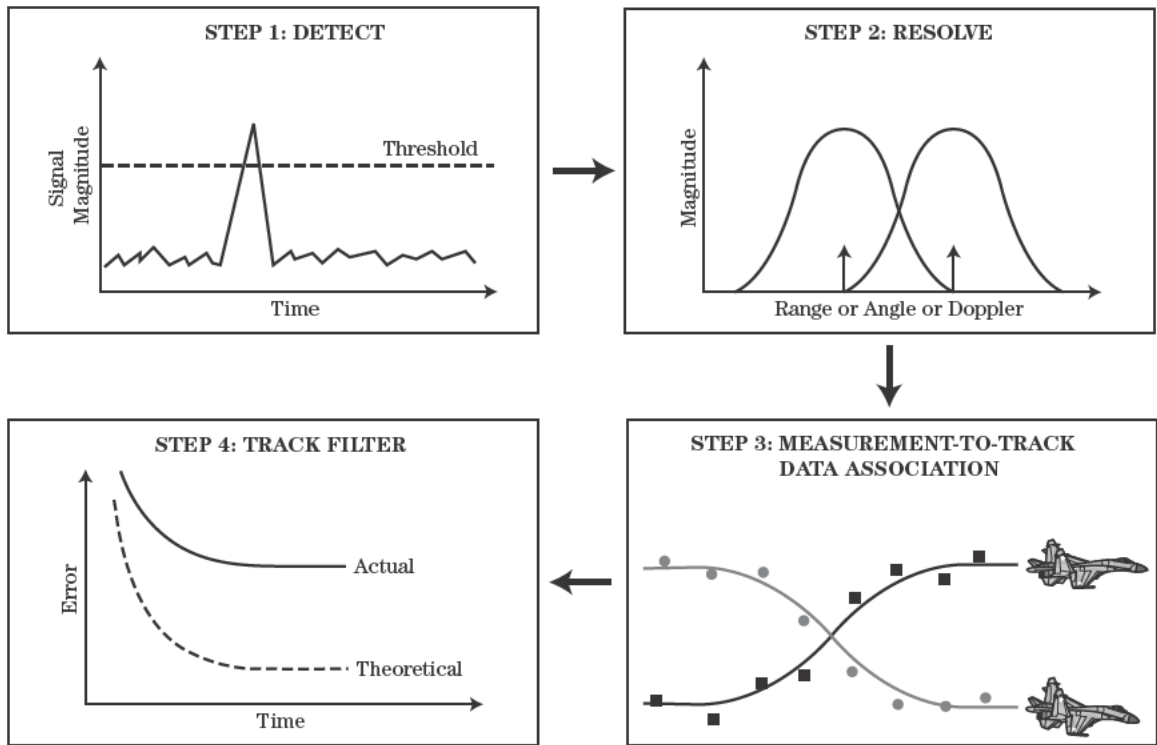 STEP 1: DETECT
Signal
Magnitude
Threshold
Time
STEP 2: RESOLVE
Magnitude
Range or Angle or Doppler
STEP 3: MEASUREMENT-TO-TRACK
DATA ASSOCIATION
STEP 4: TRACK FILTER
Error
Actual
Theoretical
Time